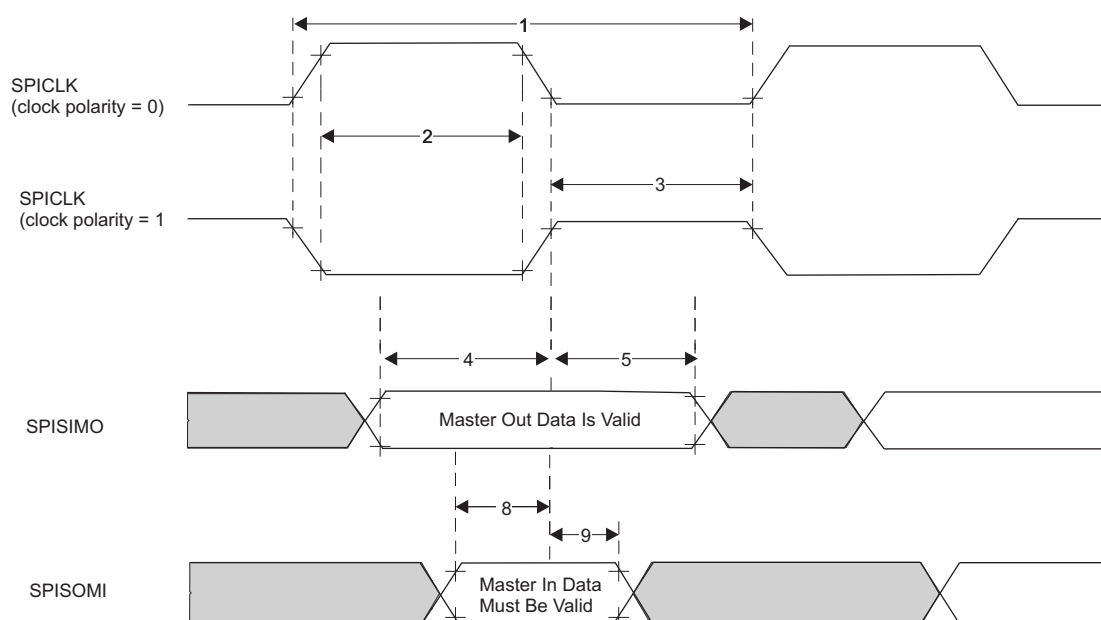 1
SPICLK
(clock polarity = 0)
2
3
SPICLK
(clock polarity = 1
4
5
Master Out Data Is Valid
SPISIMO
8
9
SPISOMI
Master In Data
Must Be Valid